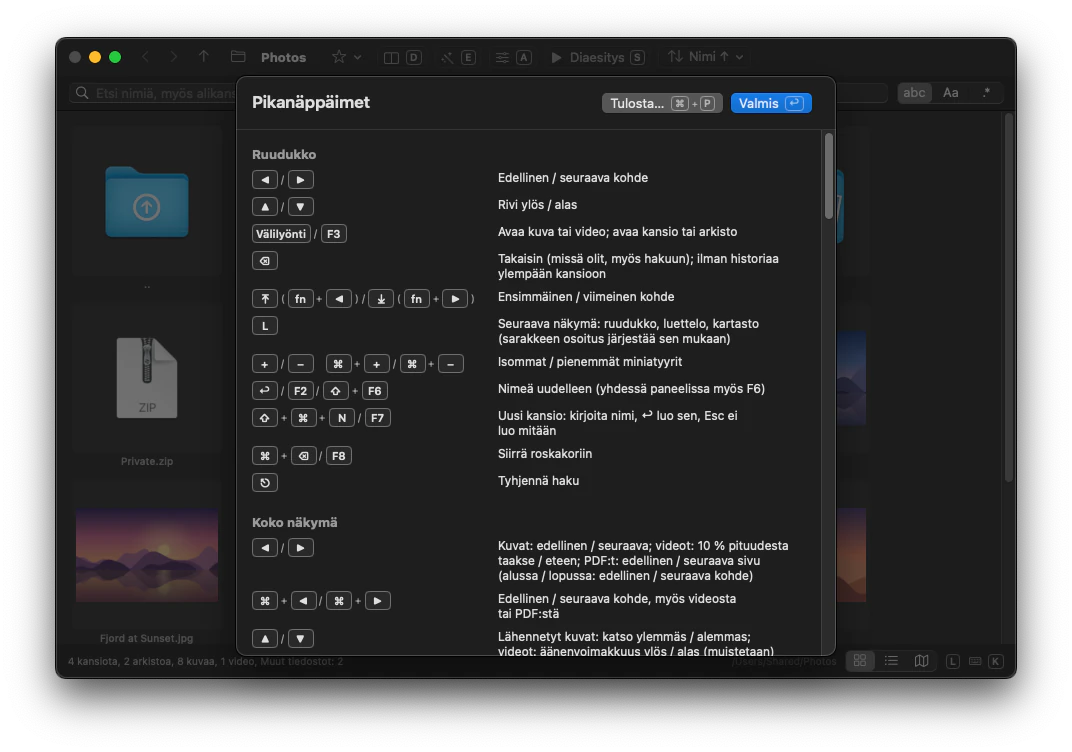 Photos D E A Diaesitys S Nimi ↑
Etsi nimiä, myös alikans abc Aa .*
Pikanäppäimet Tulosta... ⌘ + P Valmis ↩
Ruudukko
◀ / ▶ Edellinen / seuraava kohde
▲ / ▼ Rivi ylös / alas
Välilyönti / F3 Avaa kuva tai video; avaa kansio tai arkisto
⌫ Takaisin (missä olit, myös hakuun); ilman historiaa
ylempään kansioon
⤒ ( fn + ◀ ) / ⤓ ( fn + ▶ ) Ensimmäinen / viimeinen kohde
L Seuraava näkymä: ruudukko, luettelo, kartasto
(sarakkeen osoitus järjestää sen mukaan)
+ / − ⌘ + + / ⌘ + − Isommat / pienemmät miniatyyrit
↩ / F2 / ⇧ + F6 Nimeä uudelleen (yhdessä paneelissa myös F6)
⇧ + ⌘ + N / F7 Uusi kansio: kirjoita nimi, ↩ luo sen, Esc ei
luo mitään
⌘ + ⌫ / F8 Siirrä roskakoriin
⎋ Tyhjennä haku
Koko näkymä
◀ / ▶ Kuvat: edellinen / seuraava; videot: 10 % pituudesta
taakse / eteen; PDF:t: edellinen / seuraava sivu
(alussa / lopussa: edellinen / seuraava kohde)
⌘ + ◀ / ⌘ + ▶ Edellinen / seuraava kohde, myös videosta
tai PDF:stä
▲ / ▼ Lähennetyt kuvat: katso ylemmäs / alemmas;
videot: äänenvoimakkuus ylös / alas (muistetaan)
..
ZIP
Private.zip
Fjord at Sunset.jpg
4 kansiota, 2 arkistoa, 8 kuvaa, 1 video, Muut tiedostot: 2 /Users/Shared/Photos L K